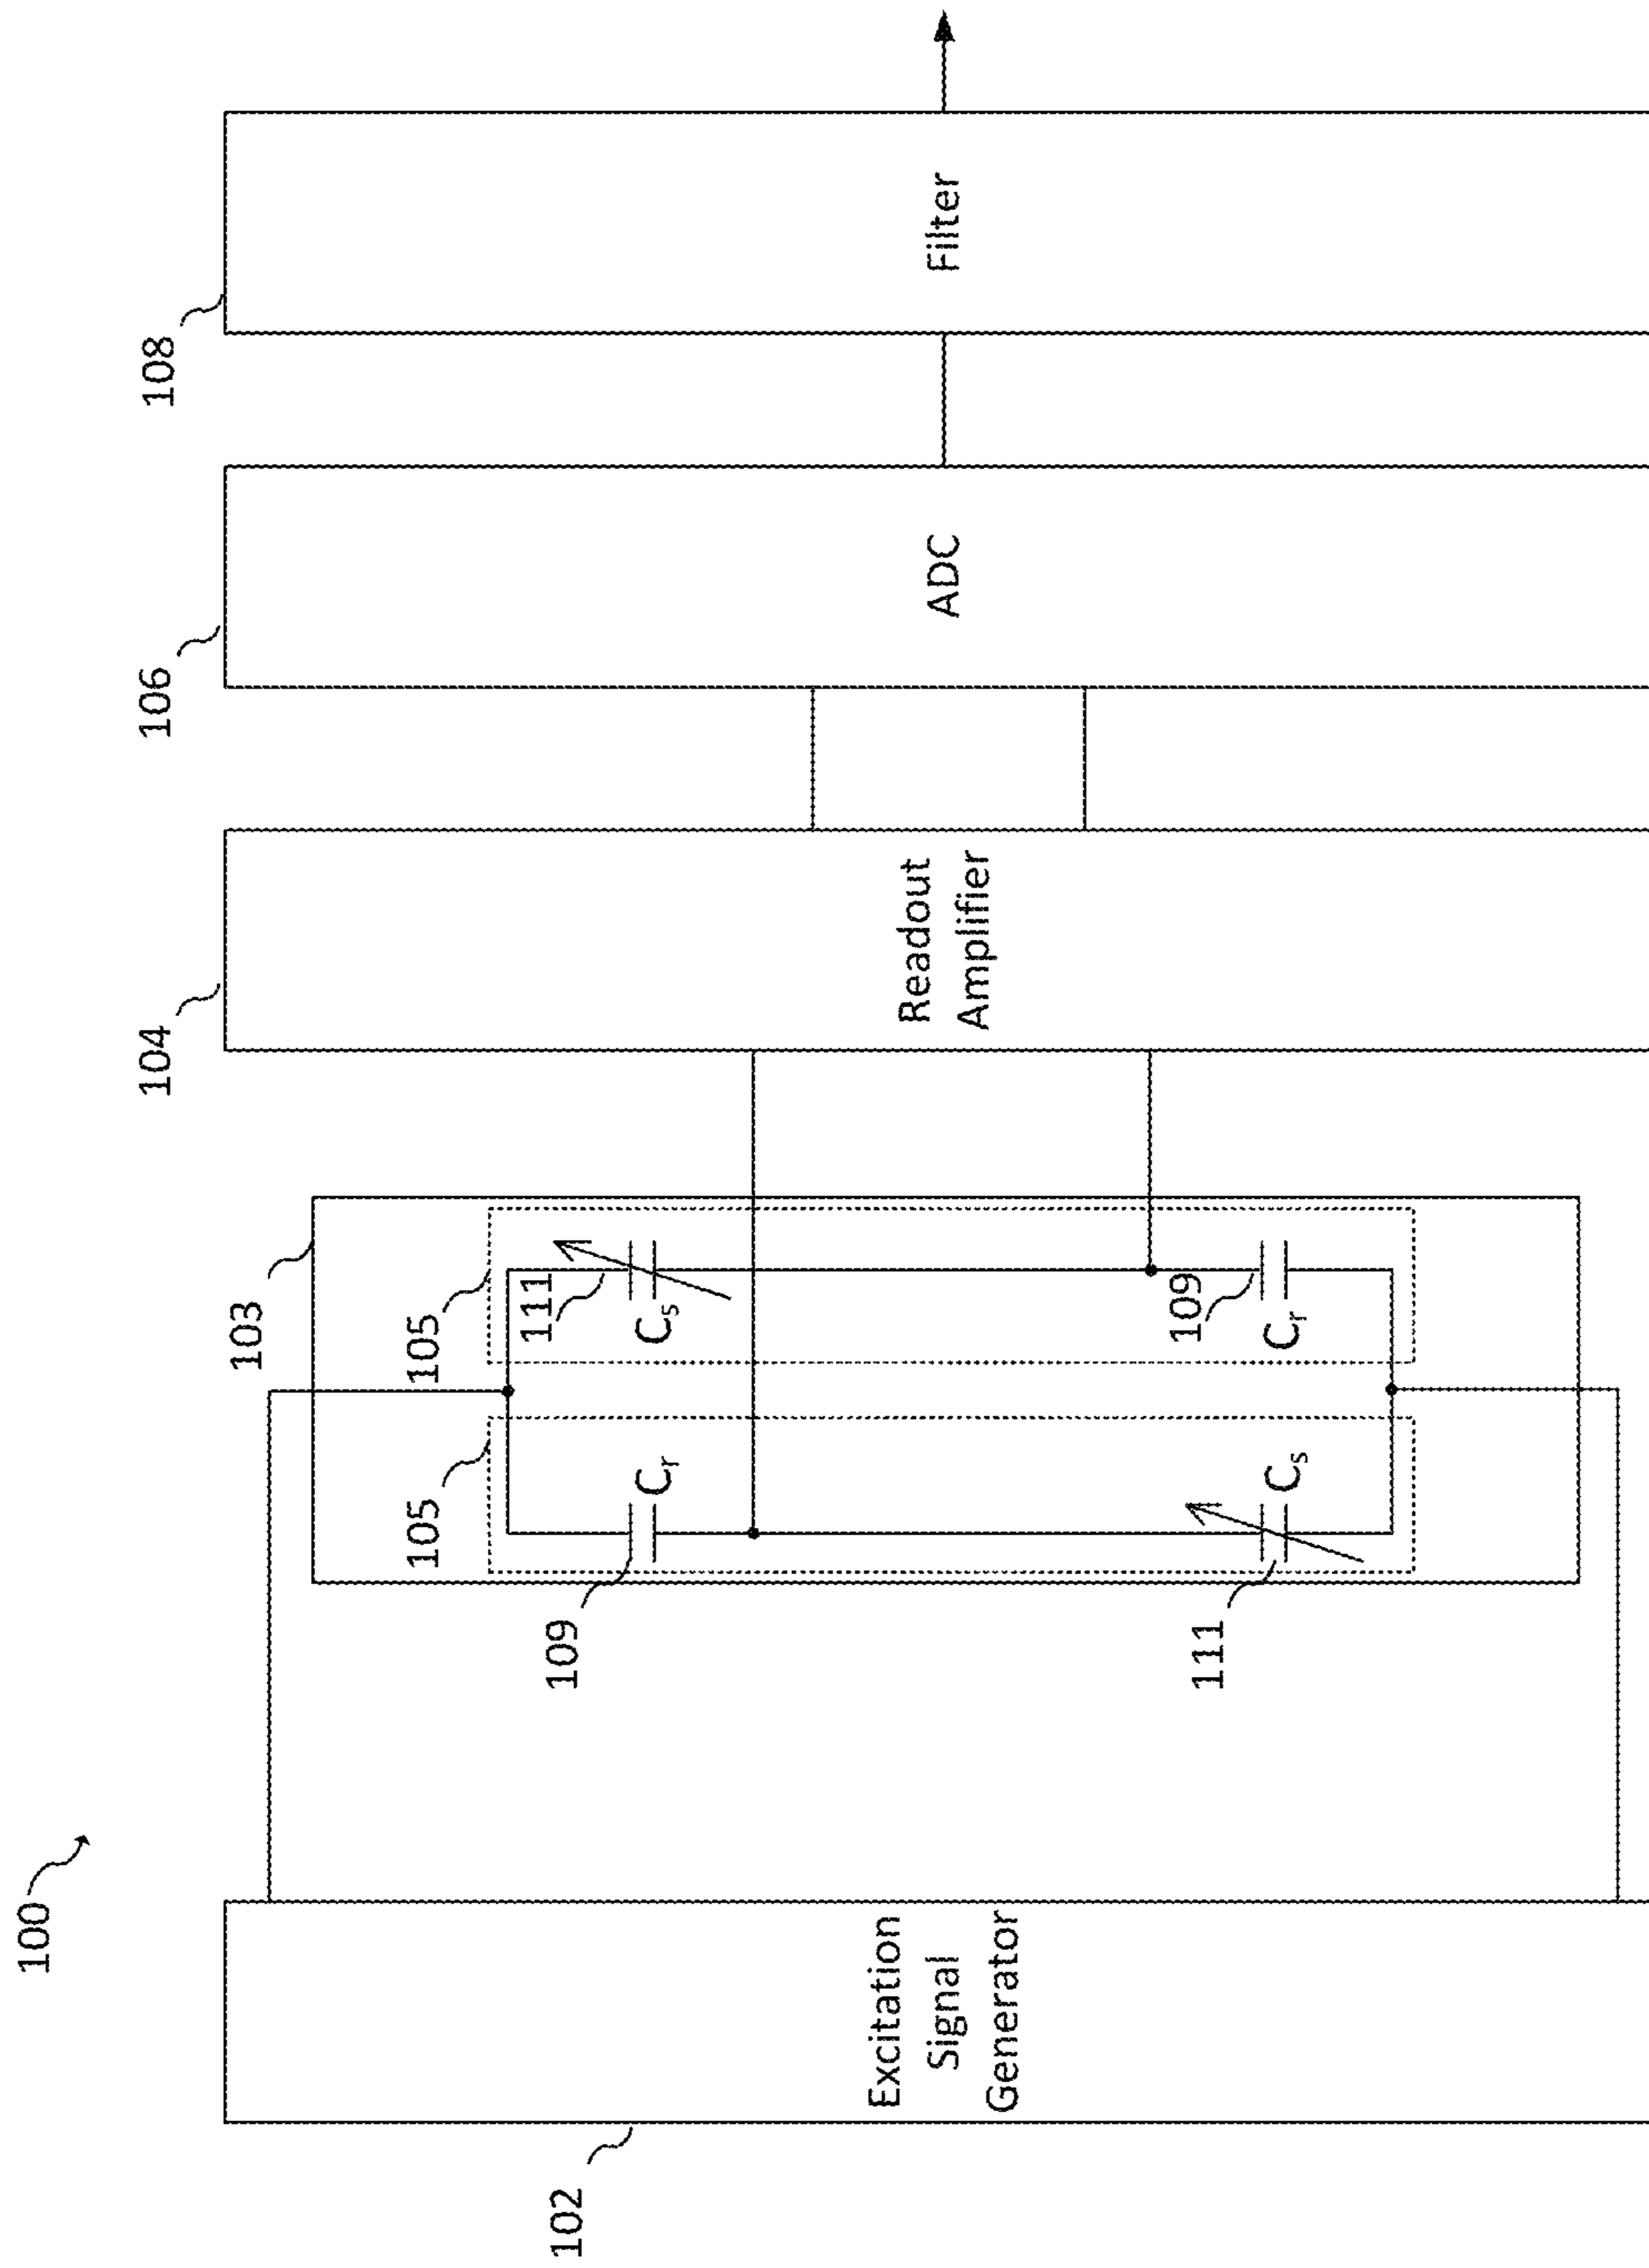 100
102
Excitation
Signal
Generator
103
105
105
109
C_r
111
C_s
111
C_s
109
C_r
104
Readout
Amplifier
106
ADC
108
Filter